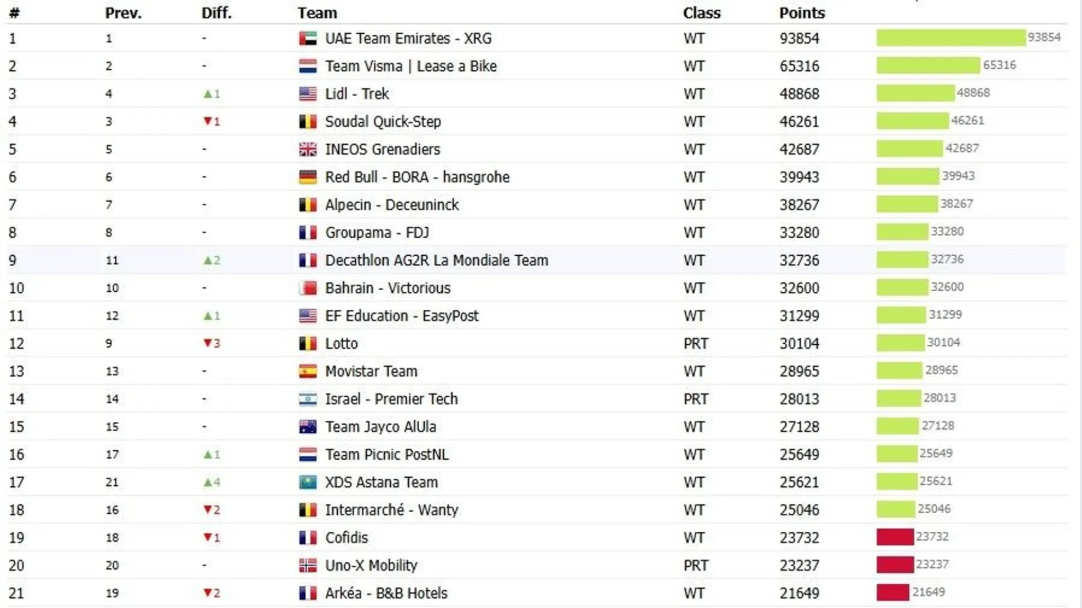 # Prev. Diff. Team Class Points
1 1 - UAE Team Emirates - XRG WT 93854 93854
2 2 - Team Visma | Lease a Bike WT 65316 65316
3 4 ▲1 Lidl - Trek WT 48868 48868
4 3 ▼1 Soudal Quick-Step WT 46261 46261
5 5 - INEOS Grenadiers WT 42687 42687
6 6 - Red Bull - BORA - hansgrohe WT 39943 39943
7 7 - Alpecin - Deceuninck WT 38267 38267
8 8 - Groupama - FDJ WT 33280 33280
9 11 ▲2 Decathlon AG2R La Mondiale Team WT 32736 32736
10 10 - Bahrain - Victorious WT 32600 32600
11 12 ▲1 EF Education - EasyPost WT 31299 31299
12 9 ▼3 Lotto PRT 30104 30104
13 13 - Movistar Team WT 28965 28965
14 14 - Israel - Premier Tech PRT 28013 28013
15 15 - Team Jayco AlUla WT 27128 27128
16 17 ▲1 Team Picnic PostNL WT 25649 25649
17 21 ▲4 XDS Astana Team WT 25621 25621
18 16 ▼2 Intermarché - Wanty WT 25046 25046
19 18 ▼1 Cofidis WT 23732 23732
20 20 - Uno-X Mobility PRT 23237 23237
21 19 ▼2 Arkéa - B&B Hotels WT 21649 21649